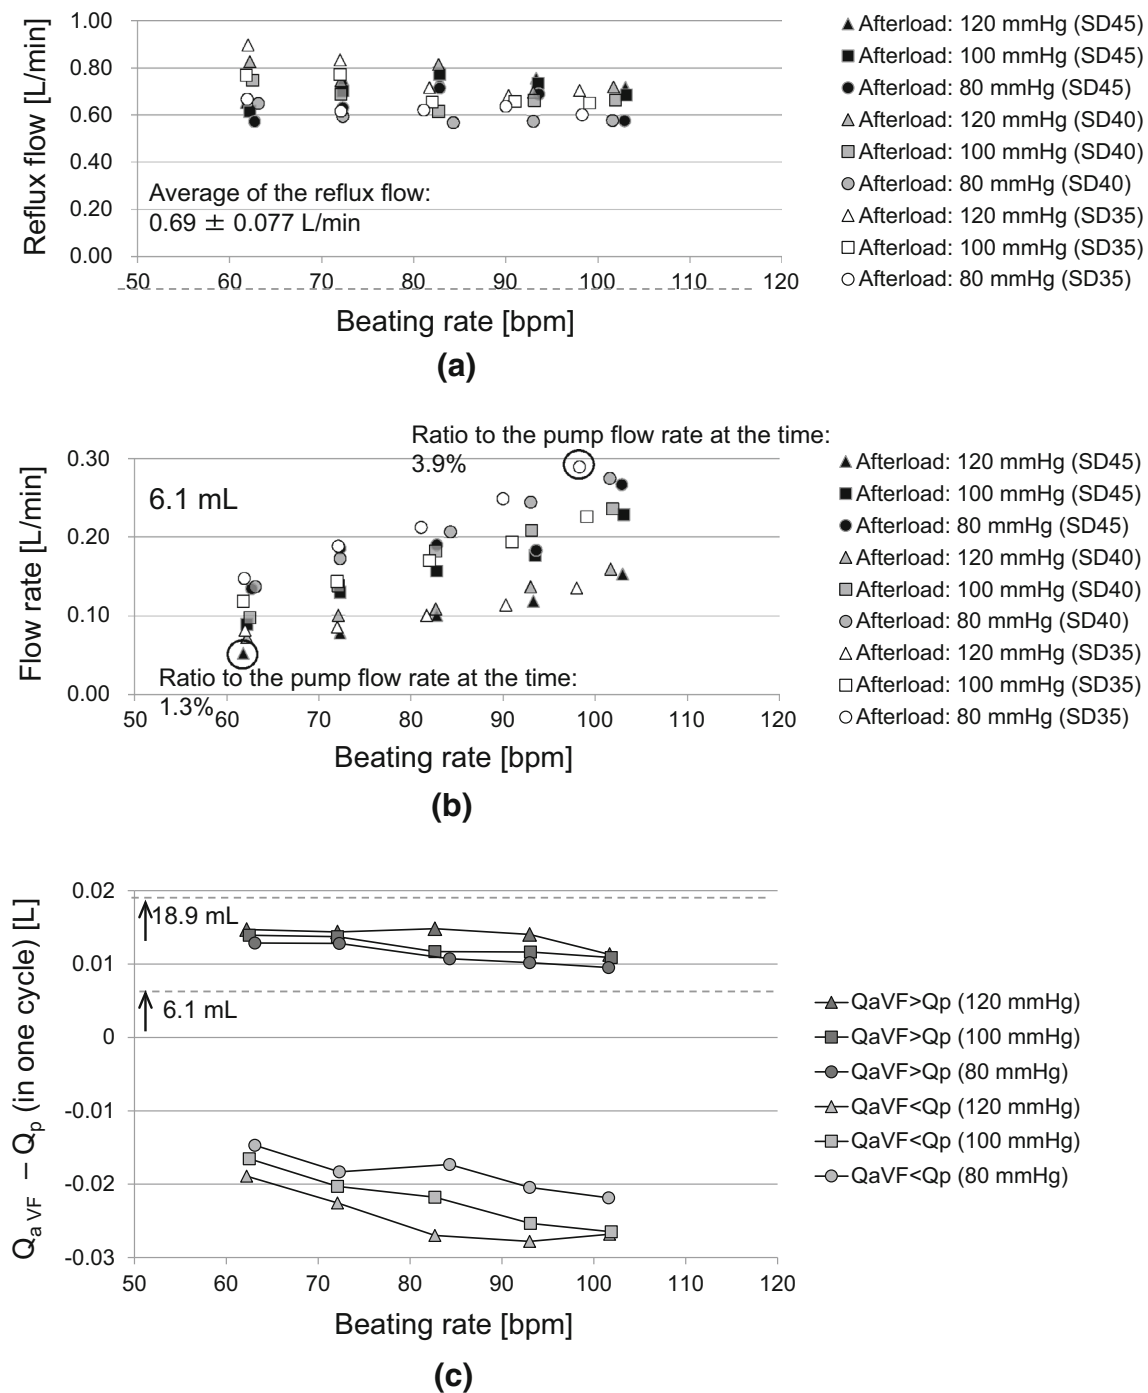 Reflux flow [L/min]
1.00
0.80
0.60
0.40
0.20
0.00
Average of the reflux flow:
0.69 ± 0.077 L/min
50 60 70 80 90 100 110 120
Beating rate [bpm]
(a)
Afterload: 120 mmHg (SD45)
Afterload: 100 mmHg (SD45)
Afterload: 80 mmHg (SD45)
Afterload: 120 mmHg (SD40)
Afterload: 100 mmHg (SD40)
Afterload: 80 mmHg (SD40)
Afterload: 120 mmHg (SD35)
Afterload: 100 mmHg (SD35)
Afterload: 80 mmHg (SD35)
Flow rate [L/min]
Ratio to the pump flow rate at the time:
3.9%
0.30
0.20
0.10
0.00
6.1 mL
Ratio to the pump flow rate at the time:
1.3%
50 60 70 80 90 100 110 120
Beating rate [bpm]
(b)
Afterload: 120 mmHg (SD45)
Afterload: 100 mmHg (SD45)
Afterload: 80 mmHg (SD45)
Afterload: 120 mmHg (SD40)
Afterload: 100 mmHg (SD40)
Afterload: 80 mmHg (SD40)
Afterload: 120 mmHg (SD35)
Afterload: 100 mmHg (SD35)
Afterload: 80 mmHg (SD35)
Qa VF – Qp (in one cycle) [L]
0.02
0.01
0
-0.01
-0.02
-0.03
18.9 mL
6.1 mL
50 60 70 80 90 100 110 120
Beating rate [bpm]
(c)
QaVF>Qp (120 mmHg)
QaVF>Qp (100 mmHg)
QaVF>Qp (80 mmHg)
QaVF<Qp (120 mmHg)
QaVF<Qp (100 mmHg)
QaVF<Qp (80 mmHg)